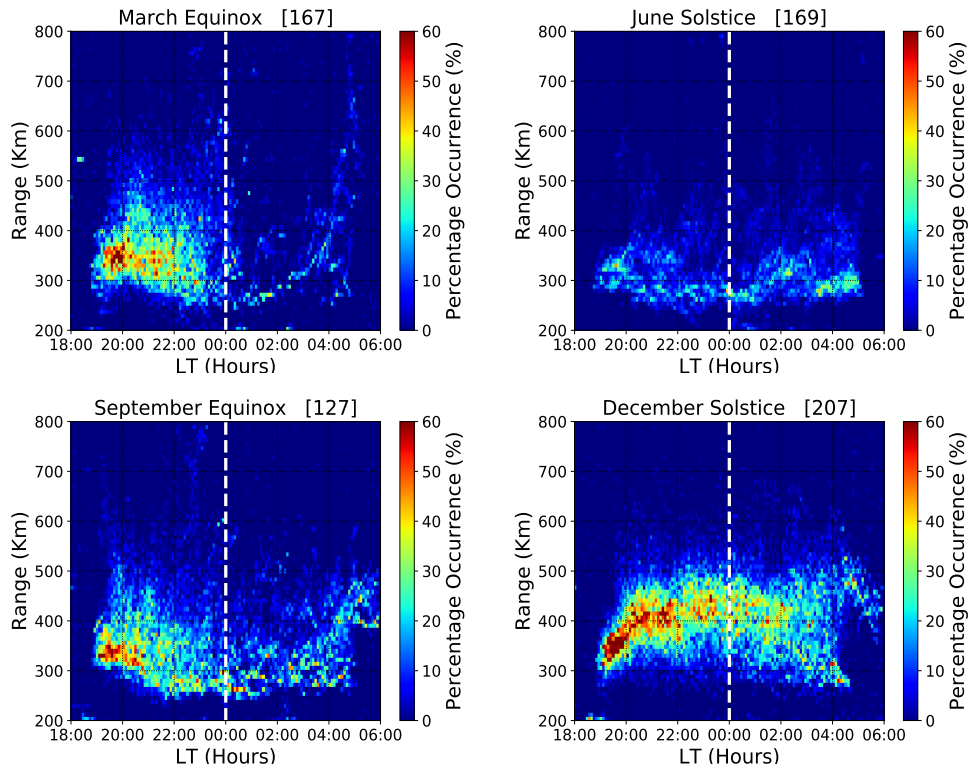 March Equinox [167]
800
700
600
500
400
300
200
Range (Km)
18:00 20:00 22:00 00:00 02:00 04:00 06:00
LT (Hours)
60
50
40
30
20
10
0
Percentage Occurrence (%)
June Solstice [169]
800
700
600
500
400
300
200
Range (Km)
18:00 20:00 22:00 00:00 02:00 04:00 06:00
LT (Hours)
60
50
40
30
20
10
0
Percentage Occurrence (%)
September Equinox [127]
800
700
600
500
400
300
200
Range (Km)
18:00 20:00 22:00 00:00 02:00 04:00 06:00
LT (Hours)
60
50
40
30
20
10
0
Percentage Occurrence (%)
December Solstice [207]
800
700
600
500
400
300
200
Range (Km)
18:00 20:00 22:00 00:00 02:00 04:00 06:00
LT (Hours)
60
50
40
30
20
10
0
Percentage Occurrence (%)